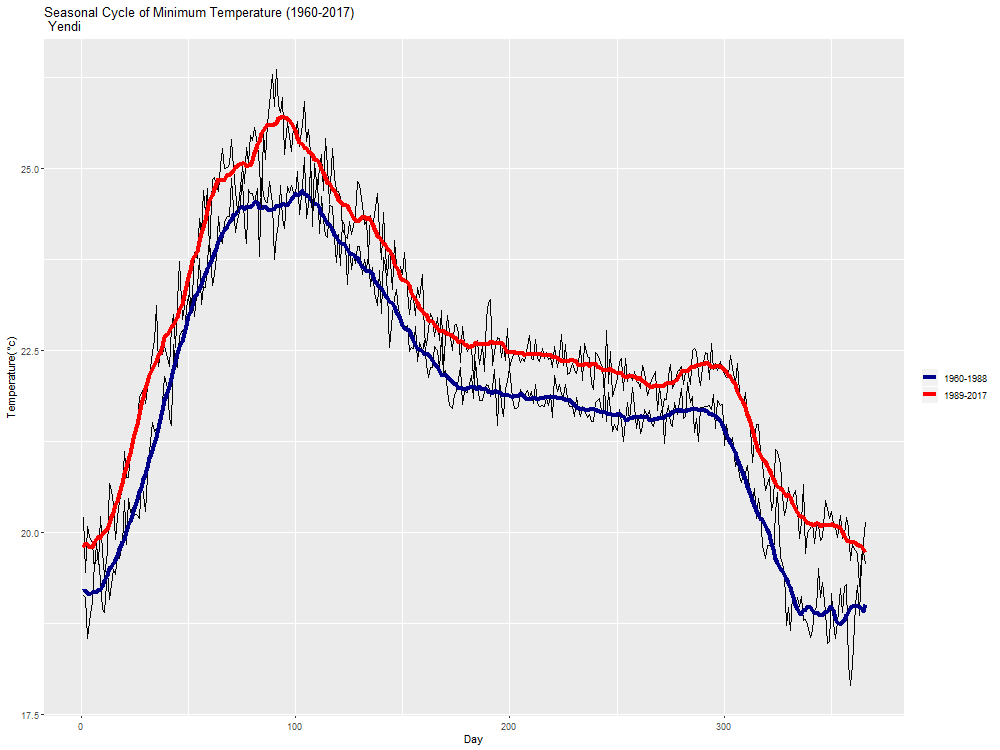 Seasonal Cycle of Minimum Temperature (1960-2017)
Yendi
Temperature(°c)
25.0
22.5
20.0
17.5
0 100 200 300
Day
1960-1988
1989-2017